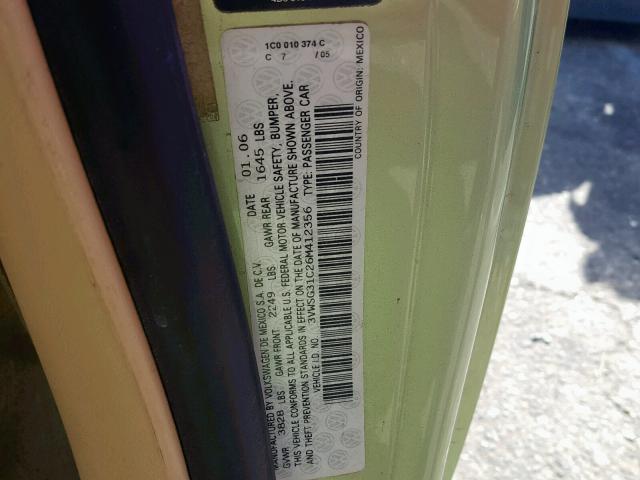 1C0 010 374 C
C 7 /05
MANUFACTURED BY VOLKSWAGEN DE MEXICO S.A. DE C.V. DATE 01.06
GVWR 3828 LBS GAWR FRONT 2249 LBS GAWR REAR 1645 LBS
THIS VEHICLE CONFORMS TO ALL APPLICABLE U.S. FEDERAL MOTOR VEHICLE SAFETY, BUMPER,
AND THEFT PREVENTION STANDARDS IN EFFECT ON THE DATE OF MANUFACTURE SHOWN ABOVE.
VEHICLE I.D. NO. 3VWSG31C26M412356 TYPE: PASSENGER CAR
COUNTRY OF ORIGIN: MEXICO